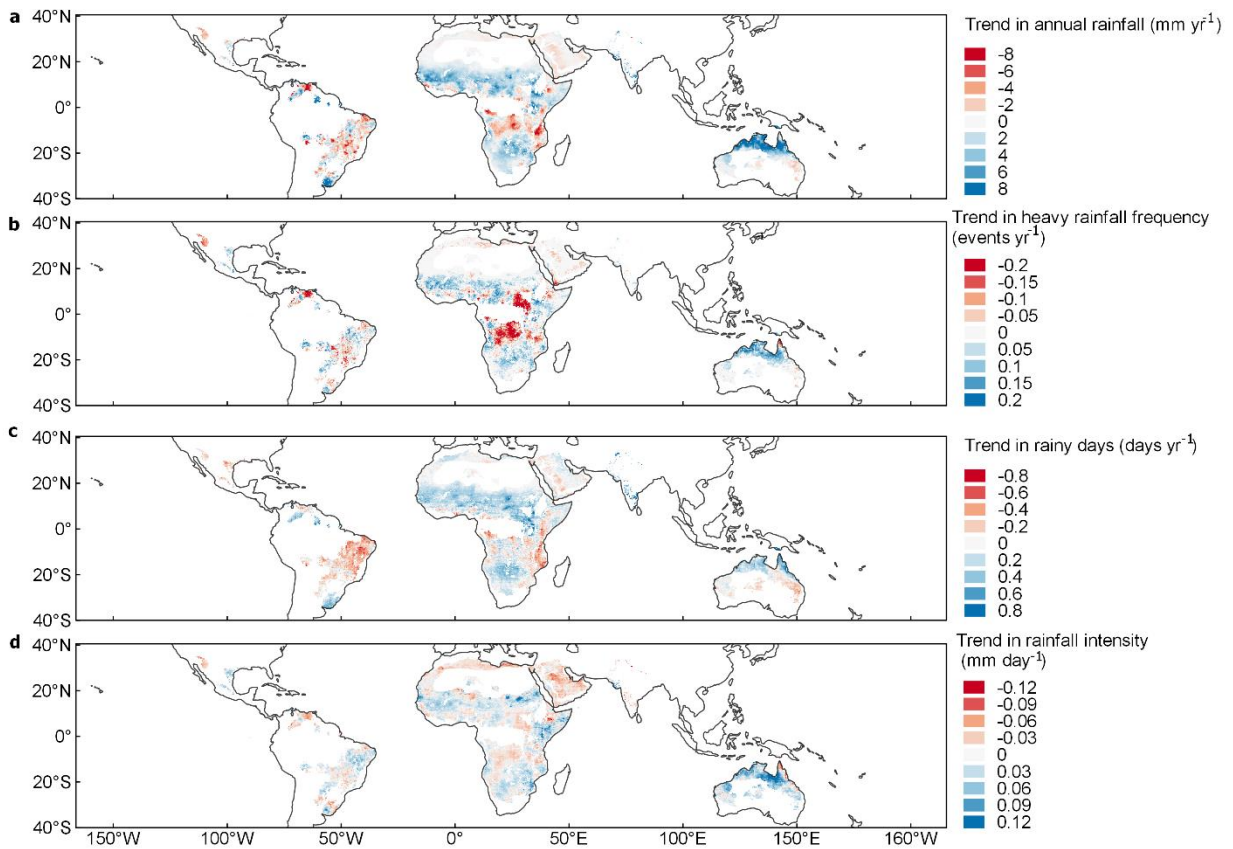 a
40°N
20°N
0°
20°S
40°S
Trend in annual rainfall (mm yr-1)
-8
-6
-4
-2
0
2
4
6
8
b
40°N
20°N
0°
20°S
40°S
Trend in heavy rainfall frequency
(events yr-1)
-0.2
-0.15
-0.1
-0.05
0
0.05
0.1
0.15
0.2
c
40°N
20°N
0°
20°S
40°S
Trend in rainy days (days yr-1)
-0.8
-0.6
-0.4
-0.2
0
0.2
0.4
0.6
0.8
d
40°N
20°N
0°
20°S
40°S
Trend in rainfall intensity
(mm day-1)
-0.12
-0.09
-0.06
-0.03
0
0.03
0.06
0.09
0.12
150°W 100°W 50°W 0° 50°E 100°E 150°E 160°W